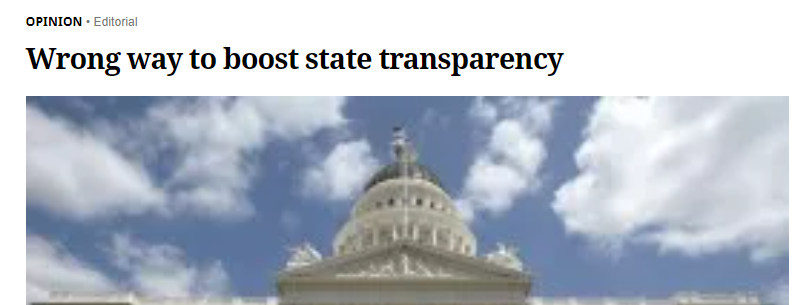 OPINION • Editorial
Wrong way to boost state transparency